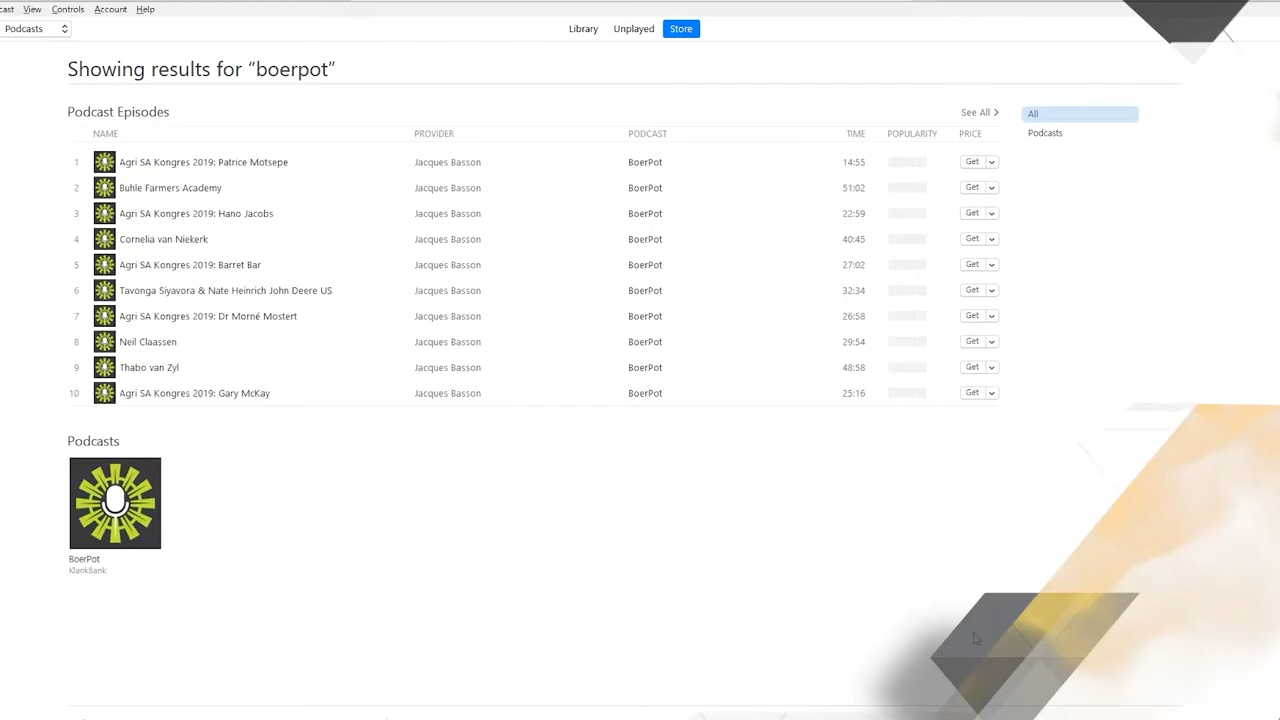 cast View Controls Account Help
Podcasts Library Unplayed Store
Showing results for “boerpot”
Podcast Episodes See All
All
NAME PROVIDER PODCAST TIME POPULARITY PRICE
Podcasts
1 Agri SA Kongres 2019: Patrice Motsepe Jacques Basson BoerPot 14:55 Get
2 Buhle Farmers Academy Jacques Basson BoerPot 51:02 Get
3 Agri SA Kongres 2019: Hano Jacobs Jacques Basson BoerPot 22:59 Get
4 Cornelia van Niekerk Jacques Basson BoerPot 40:45 Get
5 Agri SA Kongres 2019: Barret Bar Jacques Basson BoerPot 27:02 Get
6 Tavonga Siyavora & Nate Heinrich John Deere US Jacques Basson BoerPot 32:34 Get
7 Agri SA Kongres 2019: Dr Morné Mostert Jacques Basson BoerPot 26:58 Get
8 Neil Claassen Jacques Basson BoerPot 29:54 Get
9 Thabo van Zyl Jacques Basson BoerPot 48:58 Get
10 Agri SA Kongres 2019: Gary McKay Jacques Basson BoerPot 25:16 Get
Podcasts
BoerPot
KlankBank